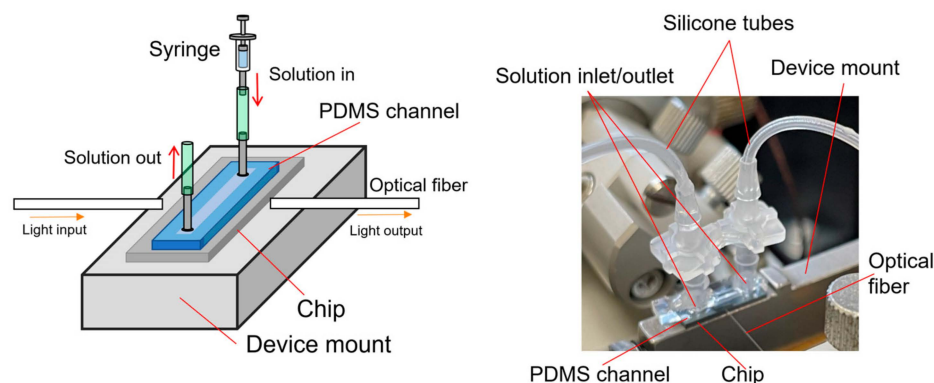 Syringe
Solution in
PDMS channel
Solution out
Optical fiber
Light input
Light output
Chip
Device mount
Silicone tubes
Solution inlet/outlet
Device mount
Optical
fiber
PDMS channel
Chip